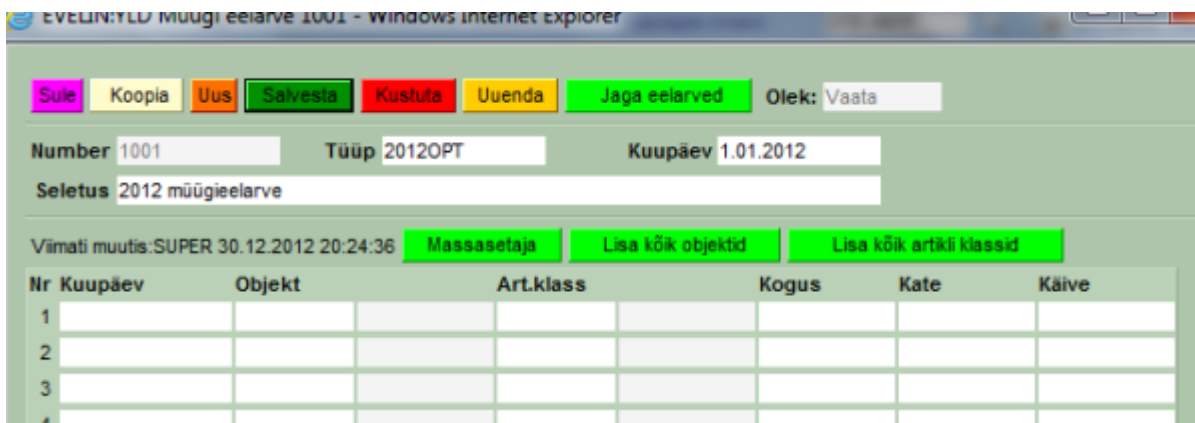 EVELIN:YLD Müügi eelarve 1001 - Windows Internet Explorer
Sule Koopia Uus Salvesta Kustuta Uuenda Jaga eelarved Olek: Vaata
Number 1001 Tüüp 2012OPT Kuupäev 1.01.2012
Seletus 2012 müügieelarve
Viimati muutis:SUPER 30.12.2012 20:24:36 Massasetaja Lisa kõik objektid Lisa kõik artikli klassid
Nr Kuupäev Objekt Art.klass Kogus Kate Käive
1
2
3
4